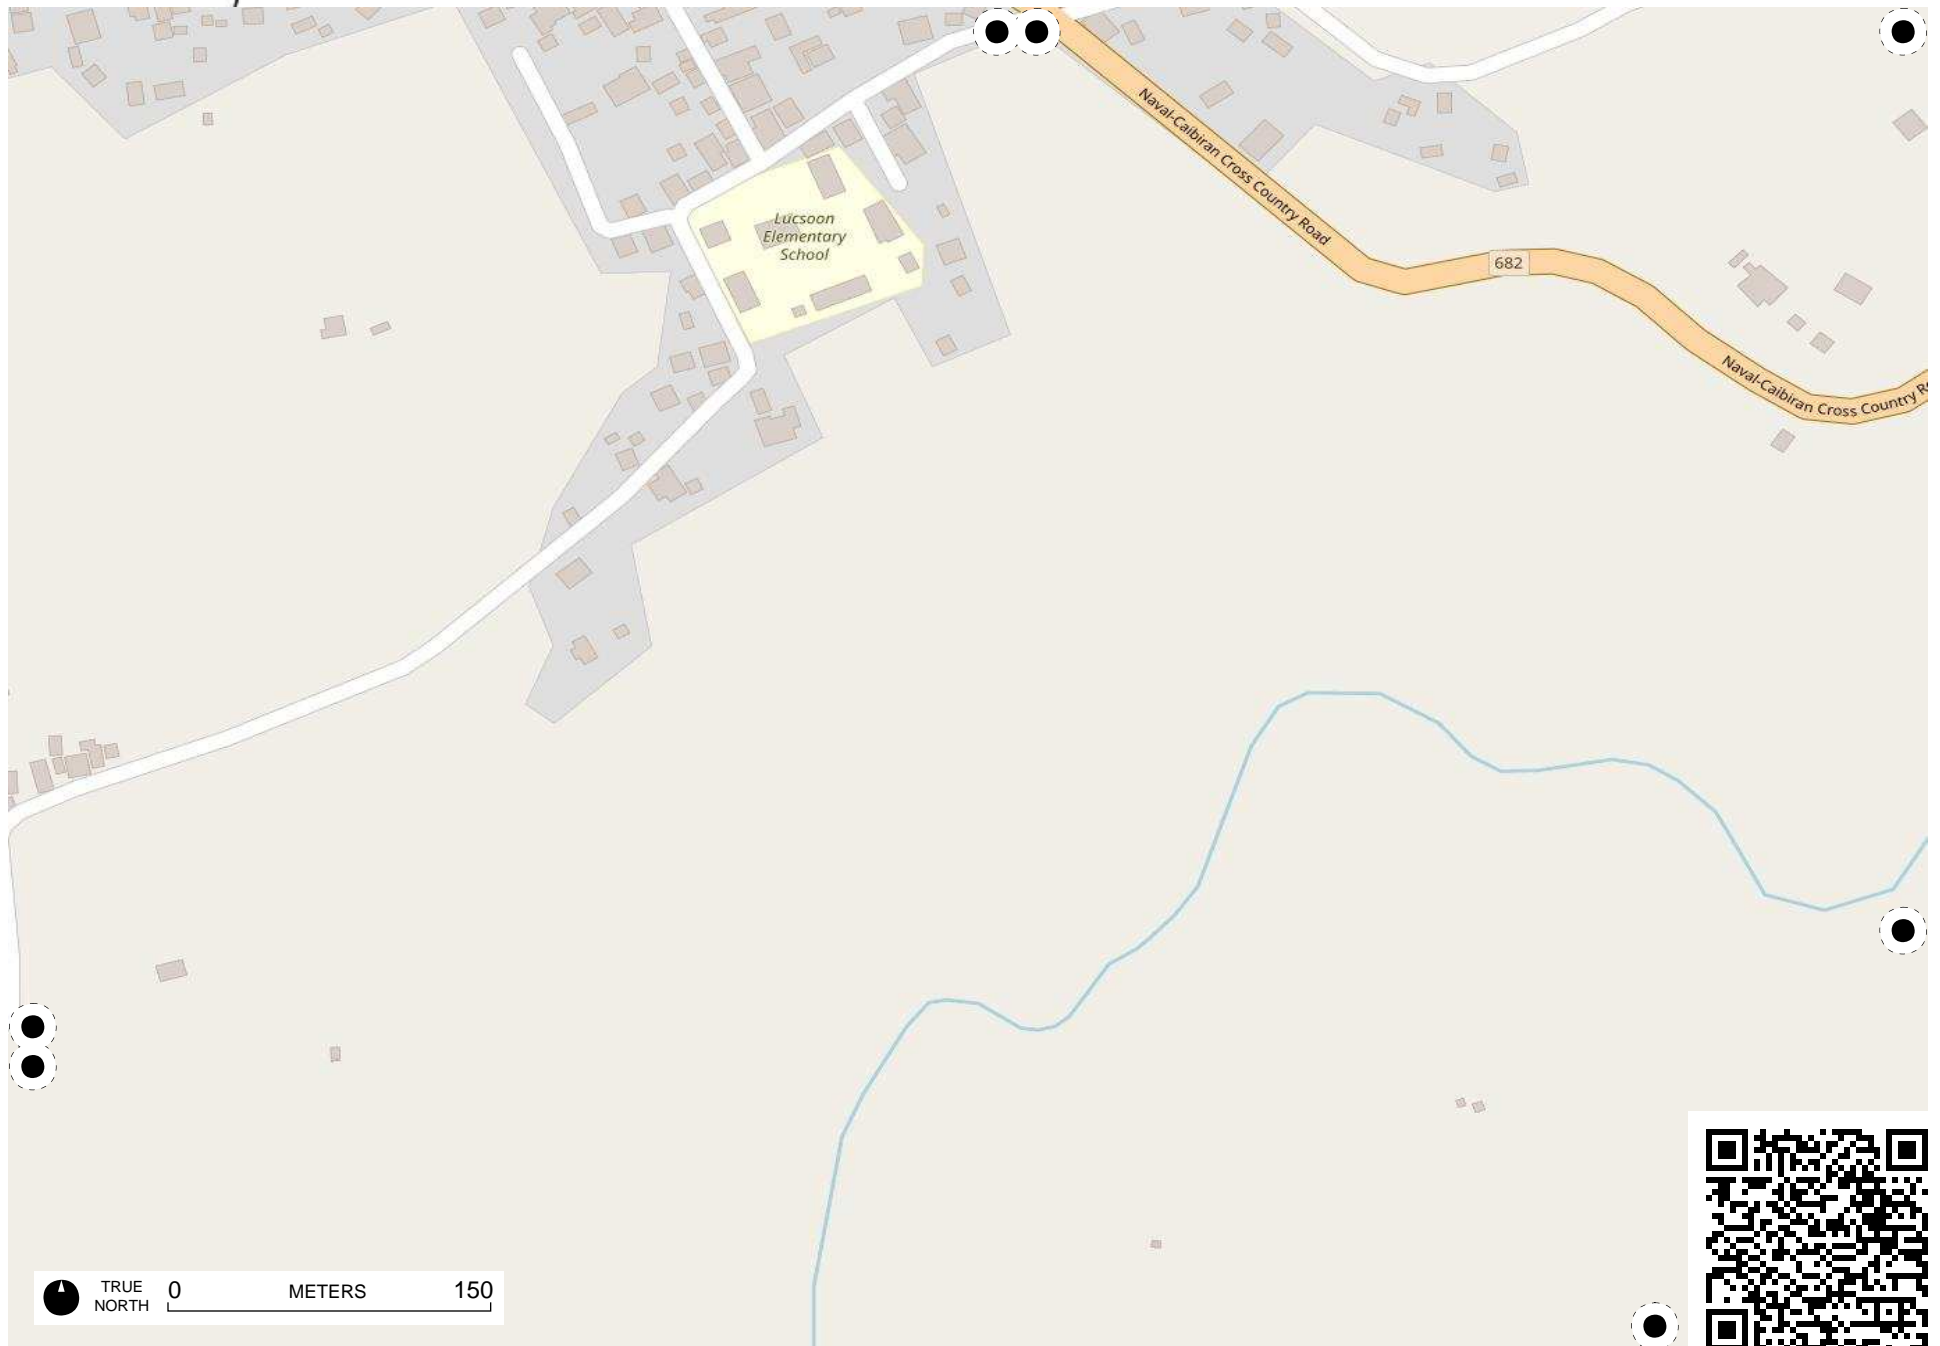 Naval-Caibiran Cross Country Road
Lucsoon
Elementary
School
682
Naval-Caibiran Cross Country R
TRUE
NORTH
0
METERS
150